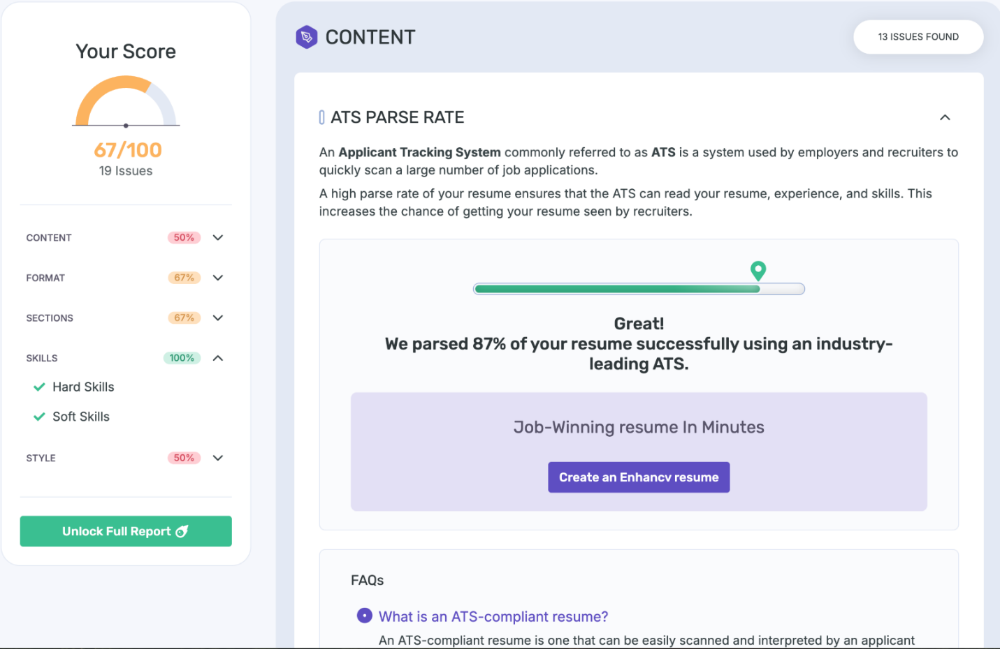 Your Score
67/100
19 Issues
CONTENT 50%
FORMAT 67%
SECTIONS 67%
SKILLS 100%
Hard Skills
Soft Skills
STYLE 50%
Unlock Full Report
CONTENT
13 ISSUES FOUND
ATS PARSE RATE
An Applicant Tracking System commonly referred to as ATS is a system used by employers and recruiters to
quickly scan a large number of job applications.
A high parse rate of your resume ensures that the ATS can read your resume, experience, and skills. This
increases the chance of getting your resume seen by recruiters.
Great!
We parsed 87% of your resume successfully using an industry-
leading ATS.
Job-Winning resume In Minutes
Create an Enhancv resume
FAQs
What is an ATS-compliant resume?
An ATS-compliant resume is one that can be easily scanned and interpreted by an applicant